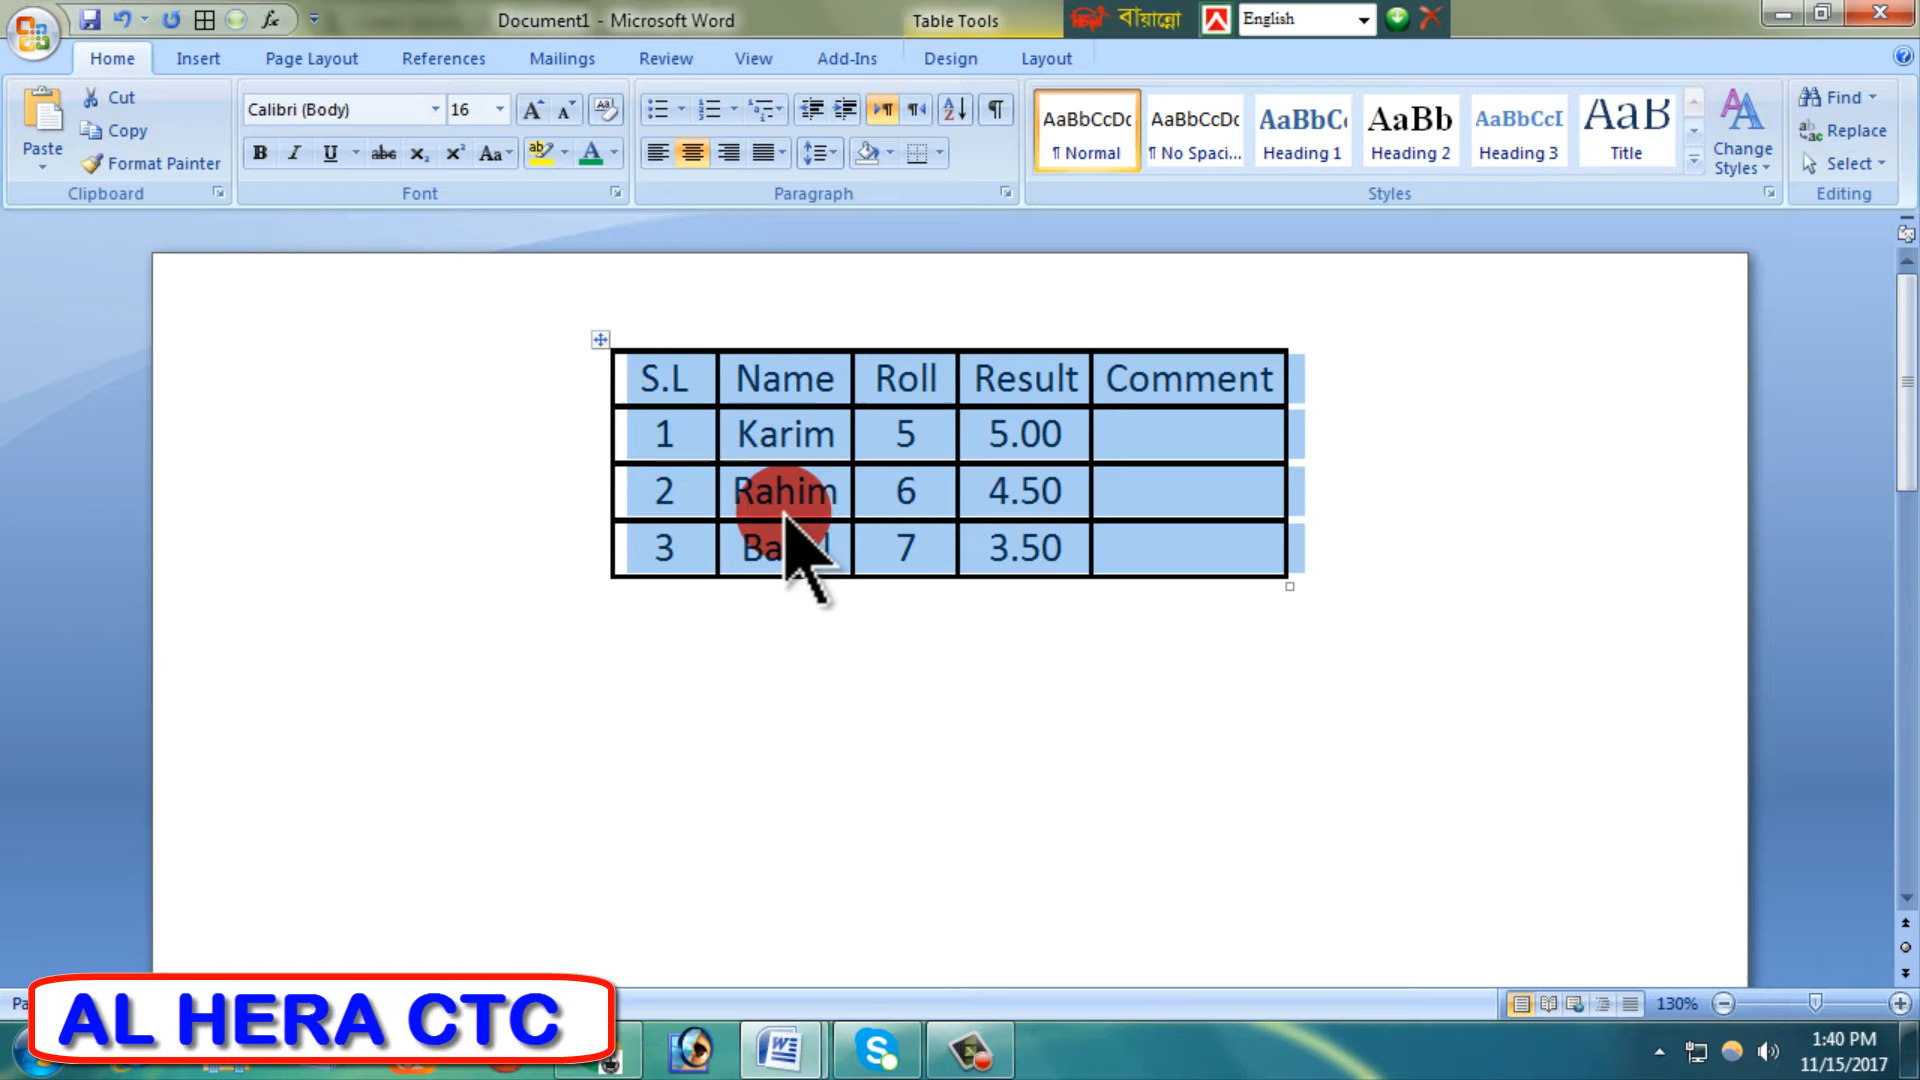 Document1 - Microsoft Word
Table Tools
বায়ান্নো
English
Home Insert Page Layout References Mailings Review View Add-Ins Design Layout
Paste
Cut
Copy
Format Painter
Clipboard
Calibri (Body) 16
Font
Paragraph
AaBbCcDc AaBbCcDc AaBbC AaBb AaBbCcI AaB
¶ Normal ¶ No Spaci... Heading 1 Heading 2 Heading 3 Title
Change Styles
Styles
Find
Replace
Select
Editing
S.L Name Roll Result Comment
1 Karim 5 5.00
2 Rahim 6 4.50
3 7 3.50
AL HERA CTC
130%
1:40 PM
11/15/2017